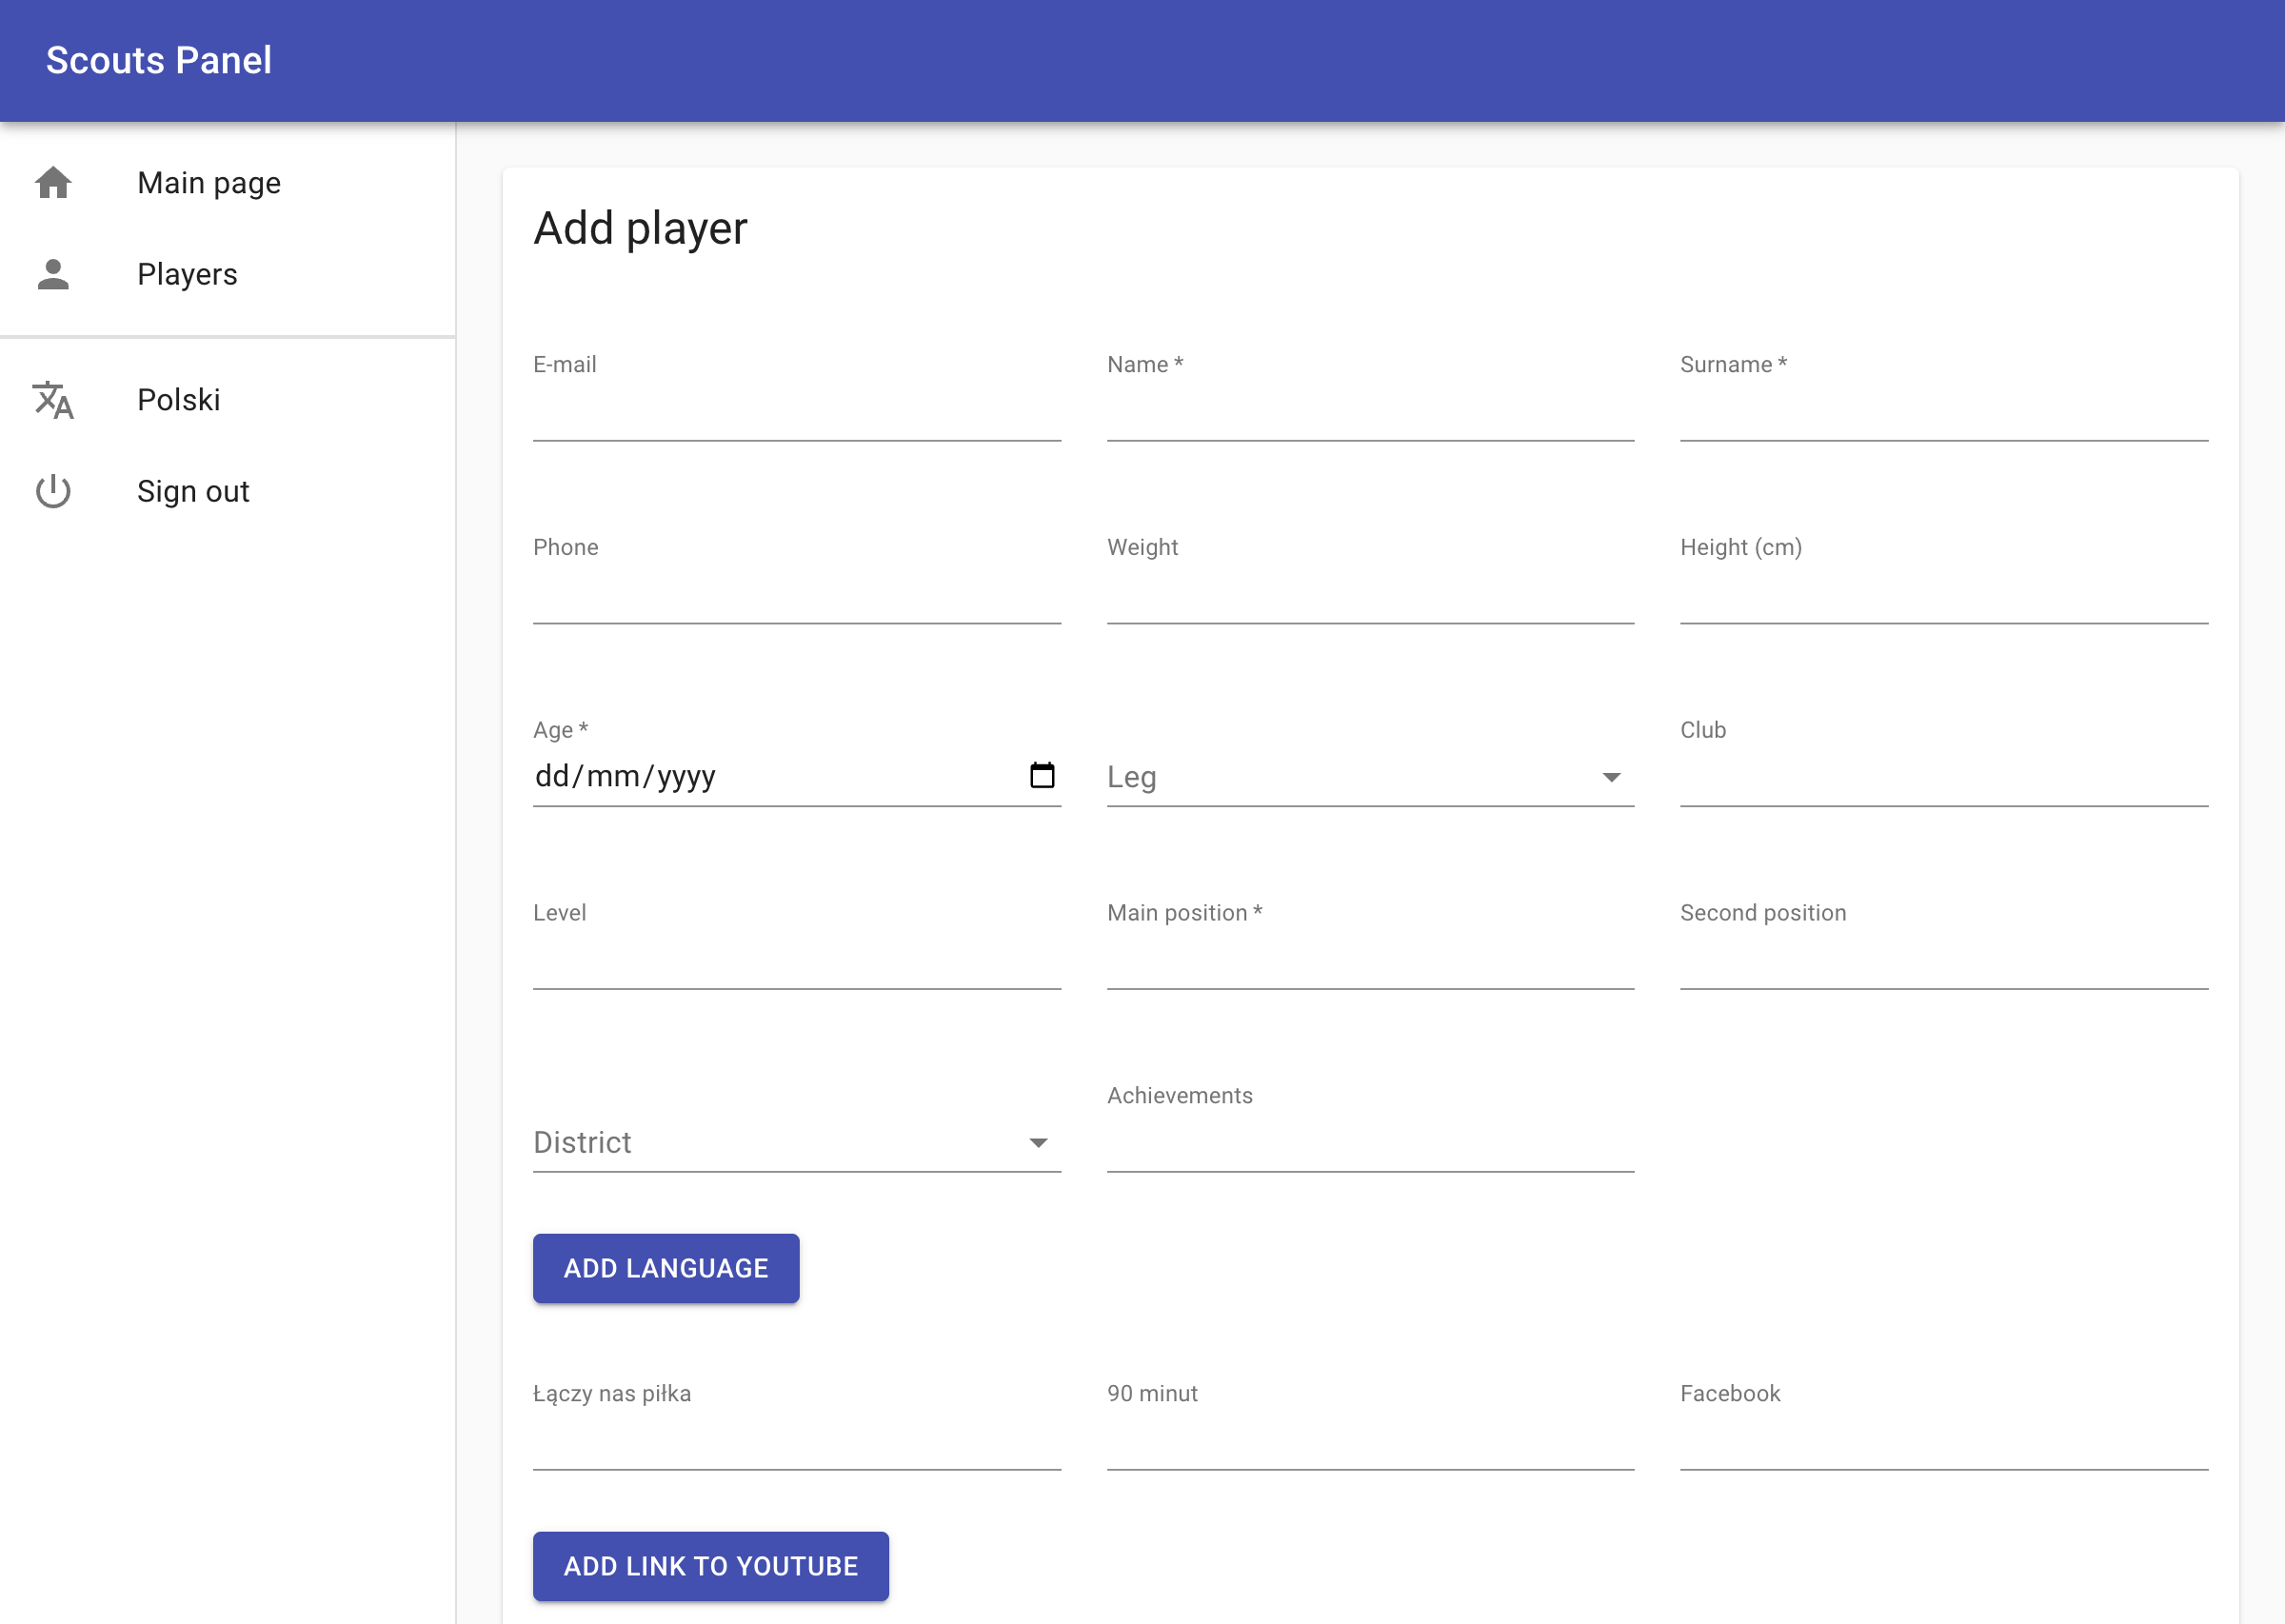 Scouts Panel
Main page
Players
Polski
Sign out
Add player
E-mail
Name *
Surname *
Phone
Weight
Height (cm)
Age *
dd/mm/yyyy
Leg
Club
Level
Main position *
Second position
District
Achievements
ADD LANGUAGE
Łączy nas piłka
90 minut
Facebook
ADD LINK TO YOUTUBE